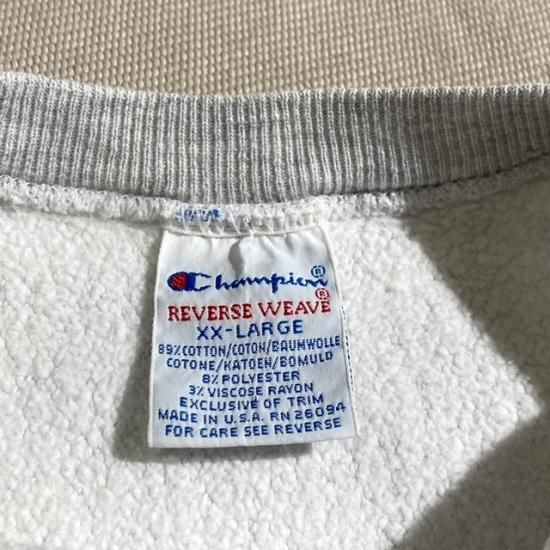 Champion®
REVERSE WEAVE®
XX-LARGE
89% COTTON/COTON/BAUMWOLLE
COTONE/KATOEN/BOMULD
8% POLYESTER
3% VISCOSE RAYON
EXCLUSIVE OF TRIM
MADE IN U.S.A. RN 26094
FOR CARE SEE REVERSE